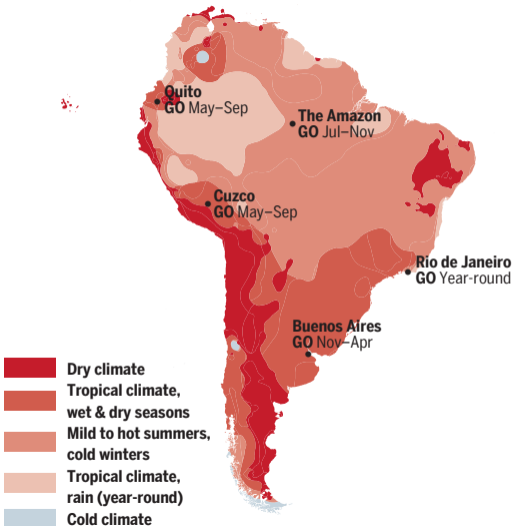 Quito
GO May–Sep
The Amazon
GO Jul–Nov
Cuzco
GO May–Sep
Rio de Janeiro
GO Year-round
Buenos Aires
GO Nov–Apr
Dry climate
Tropical climate,
wet & dry seasons
Mild to hot summers,
cold winters
Tropical climate,
rain (year-round)
Cold climate